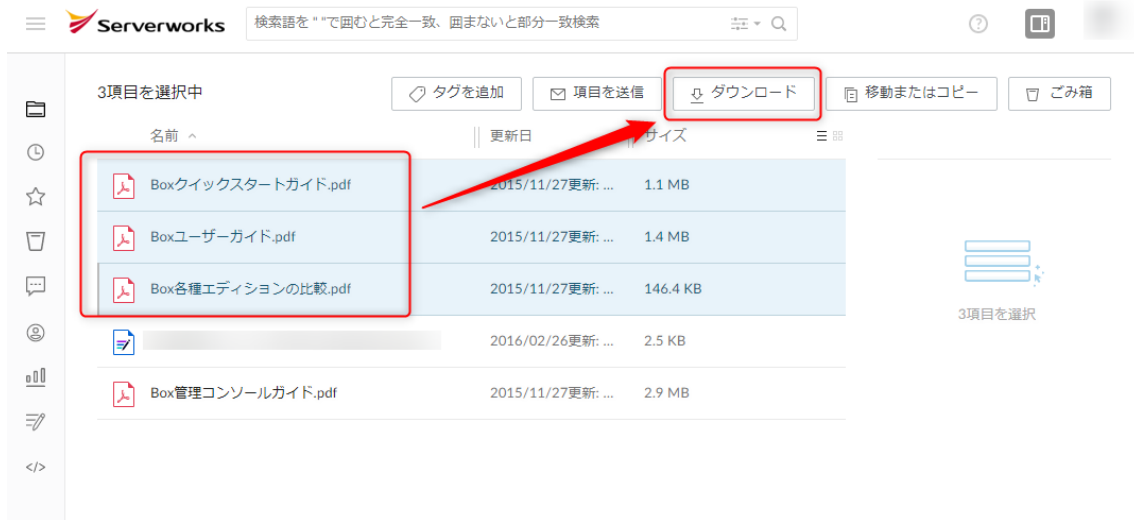 Serverworks
検索語を " "で囲むと完全一致、囲まないと部分一致検索
3項目を選択中
タグを追加
項目を送信
ダウンロード
移動またはコピー
ごみ箱
名前
更新日
サイズ
Boxクイックスタートガイド.pdf
2015/11/27更新: ...
1.1 MB
Boxユーザーガイド.pdf
2015/11/27更新: ...
1.4 MB
Box各種エディションの比較.pdf
2015/11/27更新: ...
146.4 KB
2016/02/26更新: ...
2.5 KB
Box管理コンソールガイド.pdf
2015/11/27更新: ...
2.9 MB
3項目を選択